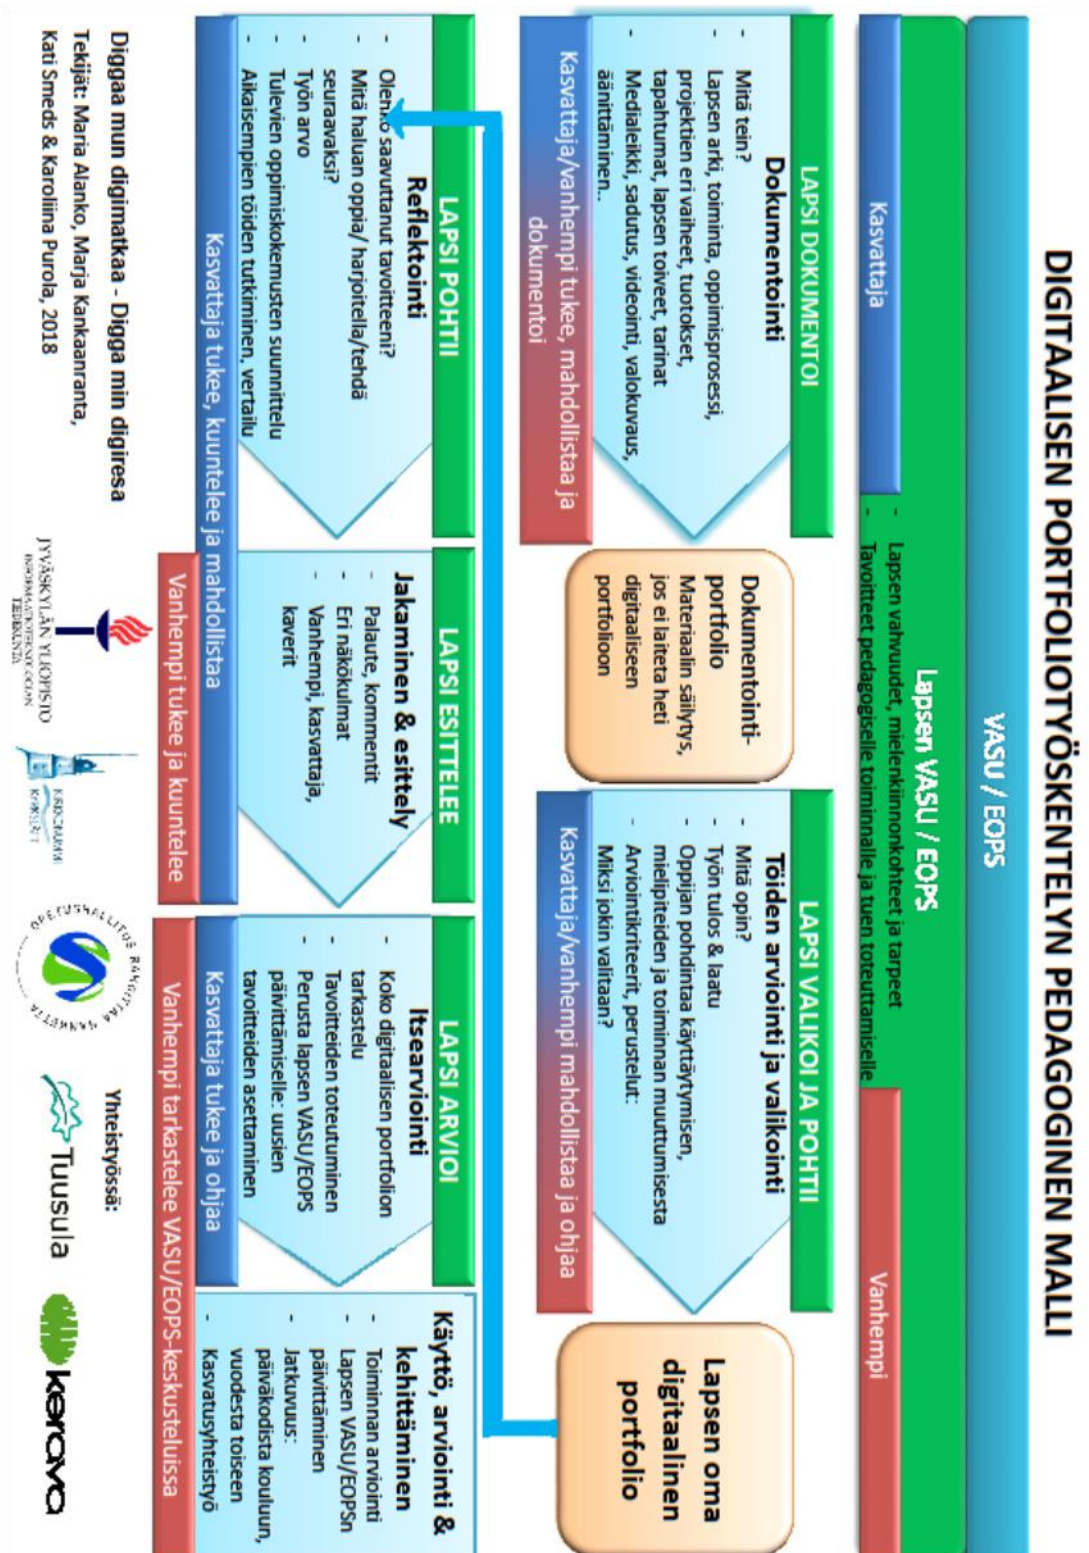 DIGITAALISEN PORTFOLIOTYÖSKENTELYN PEDAGOGINEN MALLI
VASU / EOPS
Lapsen VASU / EOPS
Kasvattaja
- Lapsen vahvuudet, mielenkiinnonkohteet ja tarpeet
- Tavoitteet pedagogiselle toiminnalle ja tuen toteuttamiselle
Vanhempi
LAPSI DOKUMENTOI
Dokumentointi
- Mitä tein?
- Lapsen arki, toiminta, oppimisprosessi,
projektien eri vaiheet, tuotokset,
tapahtumat, lapsen toiveet, tarinat
- Medialeikki, sadutus, videointi, valokuvaus,
äänittäminen..
Kasvattaja/vanhempi tukee, mahdollistaa ja
dokumentoi
Dokumentointi-
portfolio
Materiaalin säilytys,
jos ei laiteta heti
digitaaliseen
portfolioon
LAPSI VALIKOI JA POHTII
Töiden arviointi ja valikointi
- Mitä opin?
- Työn tulos & laatu
- Oppijan pohdintaa käyttäytymisen,
mielipiteiden ja toiminnan muuttumisesta
- Arviointikriteerit, perustelut:
Miksi jokin valitaan?
Kasvattaja/vanhempi mahdollistaa ja ohjaa
Lapsen oma
digitaalinen
portfolio
LAPSI POHTII
Reflektointi
- Olenko saavuttanut tavoitteeni?
- Mitä haluan oppia/ harjoitella/tehdä
seuraavaksi?
- Työn arvo
- Tulevien oppimiskokemusten suunnittelu
- Aikaisempien töiden tutkiminen, vertailu
LAPSI ESITTELEE
Jakaminen & esittely
- Palaute, kommentit
- Eri näkökulmat
- Vanhempi, kasvattaja,
kaverit
Kasvattaja tukee, kuuntelee ja mahdollistaa
Vanhempi tukee ja kuuntelee
LAPSI ARVIOI
Itsearviointi
- Koko digitaalisen portfolion
tarkastelu
- Tavoitteiden toteutuminen
- Perusta lapsen VASU/EOPS
päivittämiselle: uusien
tavoitteiden asettaminen
Kasvattaja tukee ja ohjaa
Vanhempi tarkastelee VASU/EOPS-keskusteluissa
Käyttö, arviointi &
kehittäminen
- Toiminnan arviointi
- Lapsen VASU/EOPSn
päivittäminen
- Jatkuvuus:
päiväkodista kouluun,
vuodesta toiseen
- Kasvatusyhteistyö
Diggaa mun digimatkaa - Digga min digiresa
Tekijät: Maria Alanko, Marja Kankaanranta,
Kati Smeds & Karoliina Purola, 2018
JYVÄSKYLÄN YLIOPISTO
INFORMAATIOTEKNOLOGIAN
TIEDEKUNTA
KIRKKONUMMI
KYRKSLÄTT
OPETUSHALLITUS RAHOITTAA HANKETTA
Yhteistyössä:
Tuusula
kerava